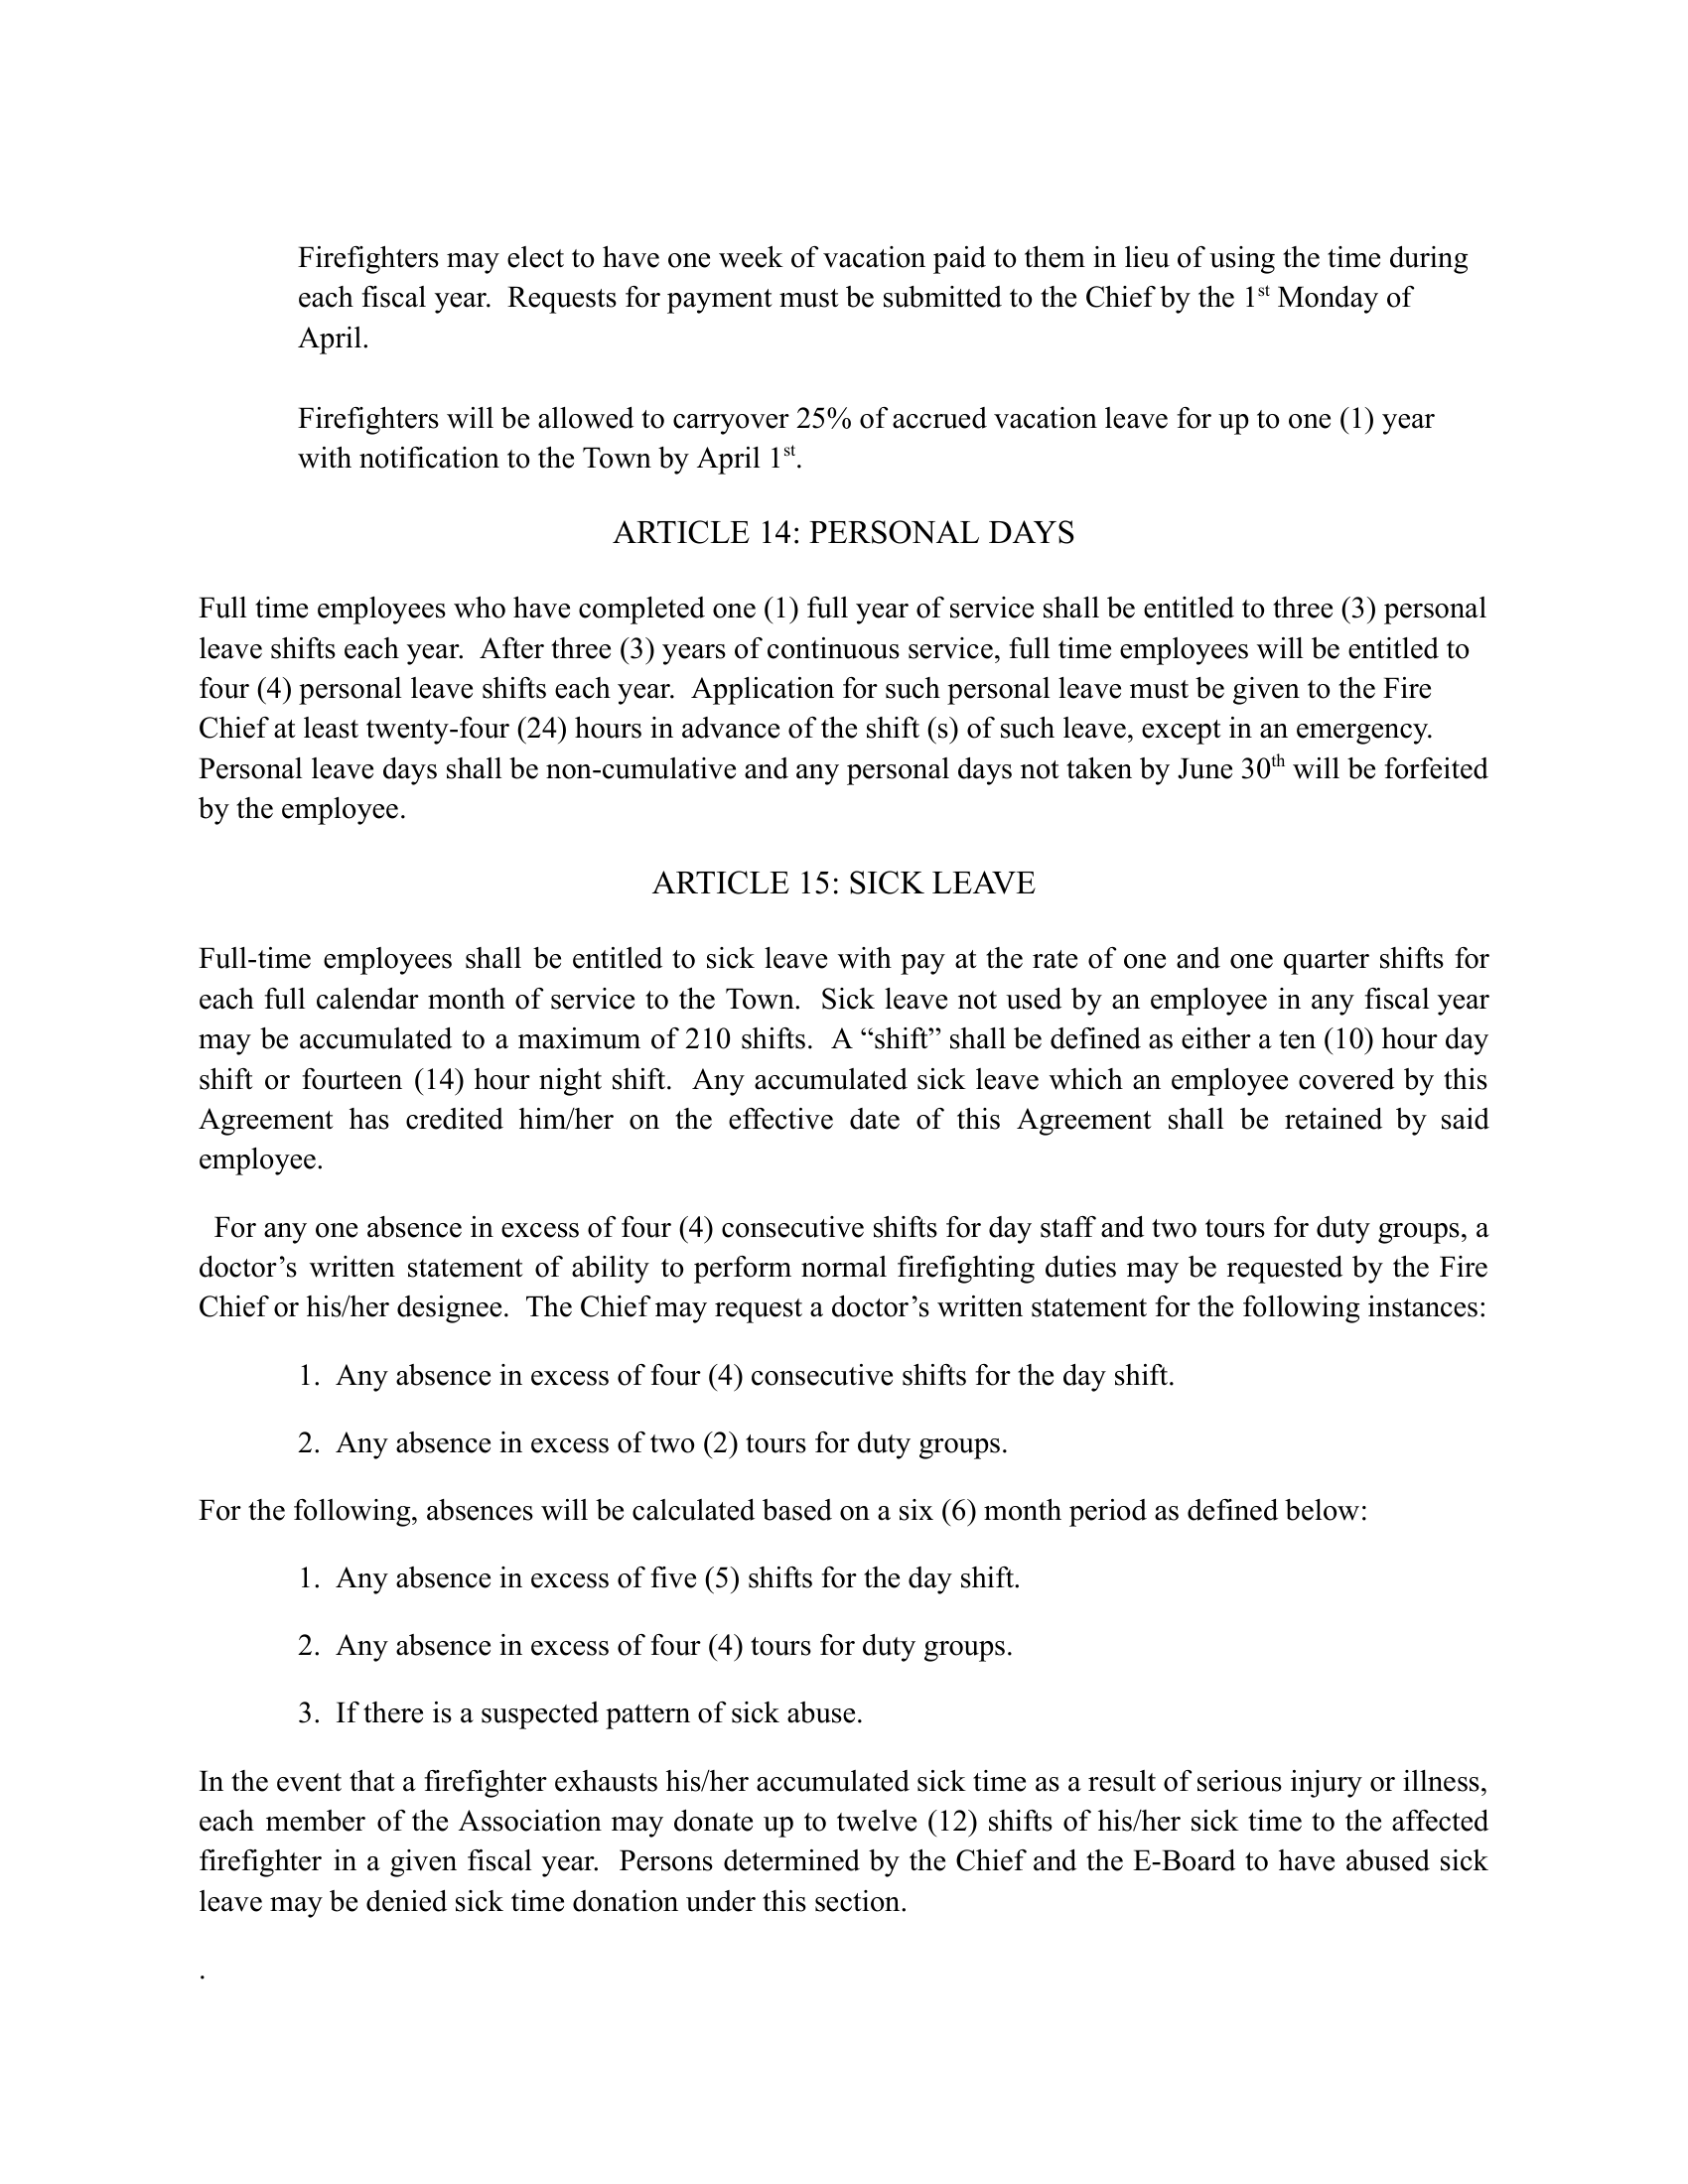 Firefighters may elect to have one week of vacation paid to them in lieu of using the time during
each fiscal year.  Requests for payment must be submitted to the Chief by the 1st Monday of
April.
Firefighters will be allowed to carryover 25% of accrued vacation leave for up to one (1) year
with notification to the Town by April 1st.
ARTICLE 14: PERSONAL DAYS
Full time employees who have completed one (1) full year of service shall be entitled to three (3) personal
leave shifts each year.  After three (3) years of continuous service, full time employees will be entitled to
four (4) personal leave shifts each year.  Application for such personal leave must be given to the Fire
Chief at least twenty-four (24) hours in advance of the shift (s) of such leave, except in an emergency.
Personal leave days shall be non-cumulative and any personal days not taken by June 30th will be forfeited
by the employee.
ARTICLE 15: SICK LEAVE
Full-time employees shall be entitled to sick leave with pay at the rate of one and one quarter shifts for
each full calendar month of service to the Town.  Sick leave not used by an employee in any fiscal year
may be accumulated to a maximum of 210 shifts.  A “shift” shall be defined as either a ten (10) hour day
shift or fourteen (14) hour night shift.  Any accumulated sick leave which an employee covered by this
Agreement has credited him/her on the effective date of this Agreement shall be retained by said
employee.
For any one absence in excess of four (4) consecutive shifts for day staff and two tours for duty groups, a
doctor’s written statement of ability to perform normal firefighting duties may be requested by the Fire
Chief or his/her designee.  The Chief may request a doctor’s written statement for the following instances:
1.  Any absence in excess of four (4) consecutive shifts for the day shift.
2.  Any absence in excess of two (2) tours for duty groups.
For the following, absences will be calculated based on a six (6) month period as defined below:
1.  Any absence in excess of five (5) shifts for the day shift.
2.  Any absence in excess of four (4) tours for duty groups.
3.  If there is a suspected pattern of sick abuse.
In the event that a firefighter exhausts his/her accumulated sick time as a result of serious injury or illness,
each member of the Association may donate up to twelve (12) shifts of his/her sick time to the affected
firefighter in a given fiscal year.  Persons determined by the Chief and the E-Board to have abused sick
leave may be denied sick time donation under this section.
.